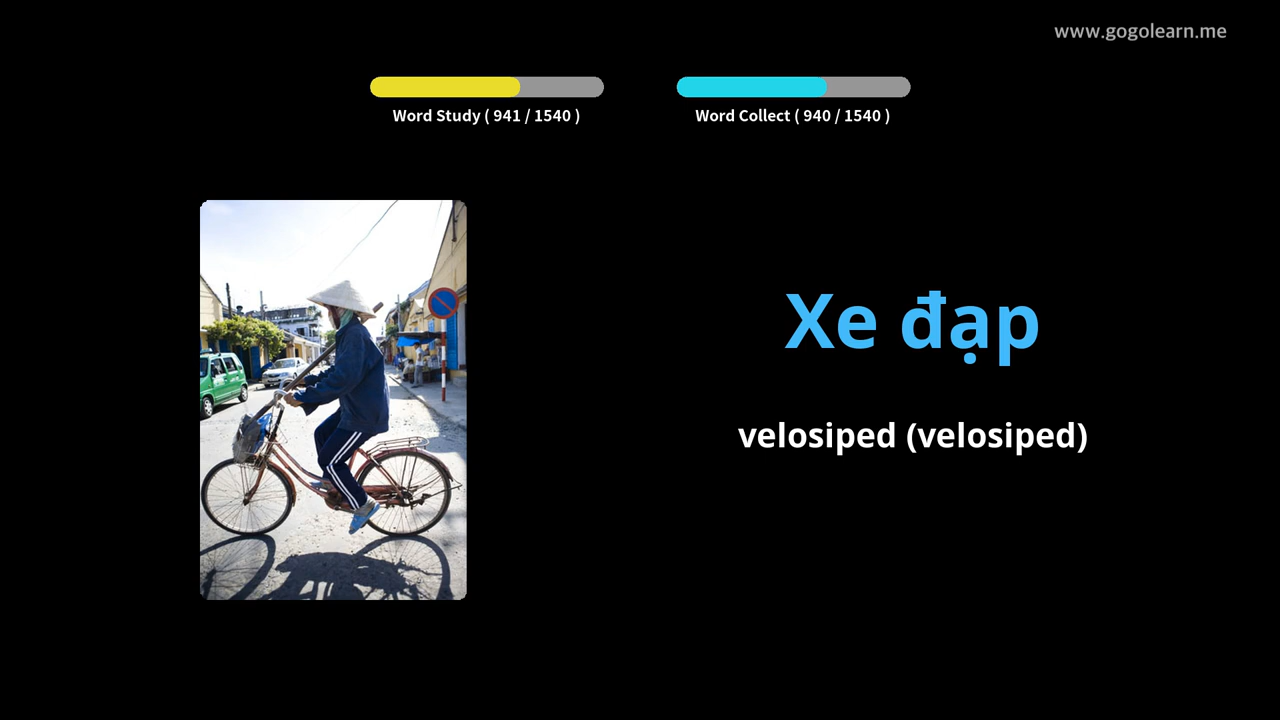 www.gogolearn.me
Word Study ( 941 / 1540 )
Word Collect ( 940 / 1540 )
Xe đạp
velosiped (velosiped)